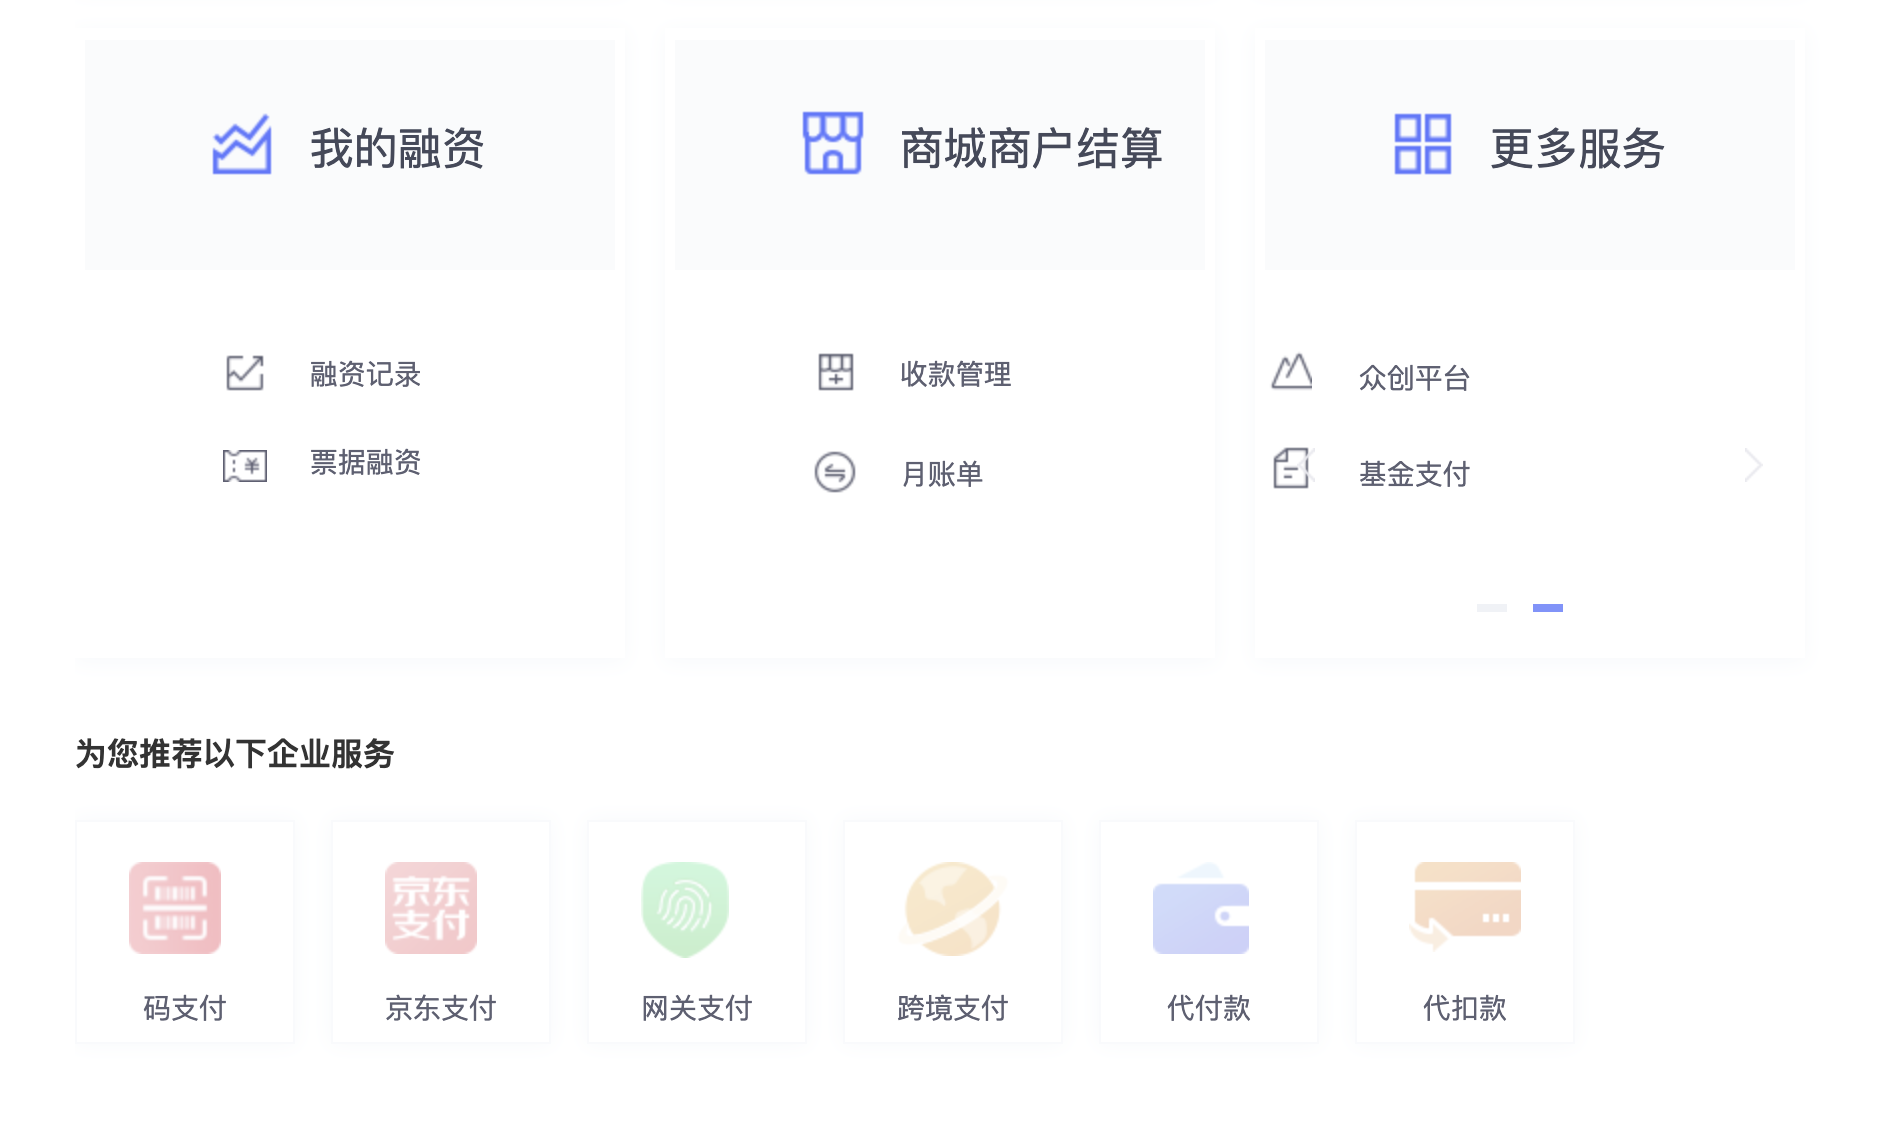 我的融资
融资记录
票据融资
商城商户结算
收款管理
月账单
更多服务
众创平台
基金支付
为您推荐以下企业服务
码支付
京东
支付
京东支付
网关支付
跨境支付
代付款
代扣款